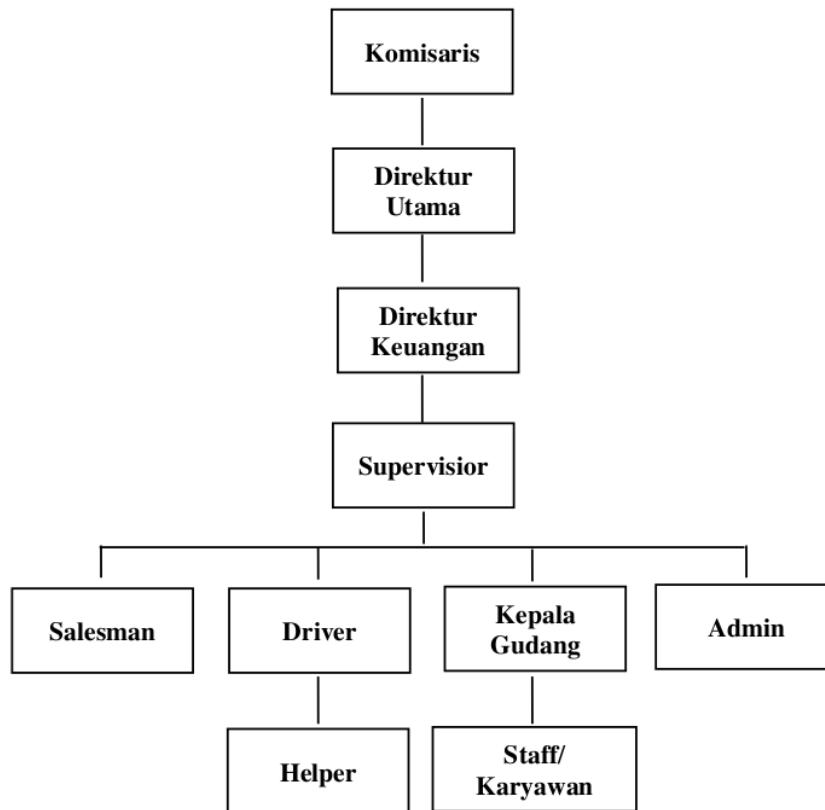 Komisaris
Direktur
Utama
Direktur
Keuangan
Supervisior
Salesman
Driver
Kepala
Gudang
Admin
Helper
Staff/
Karyawan